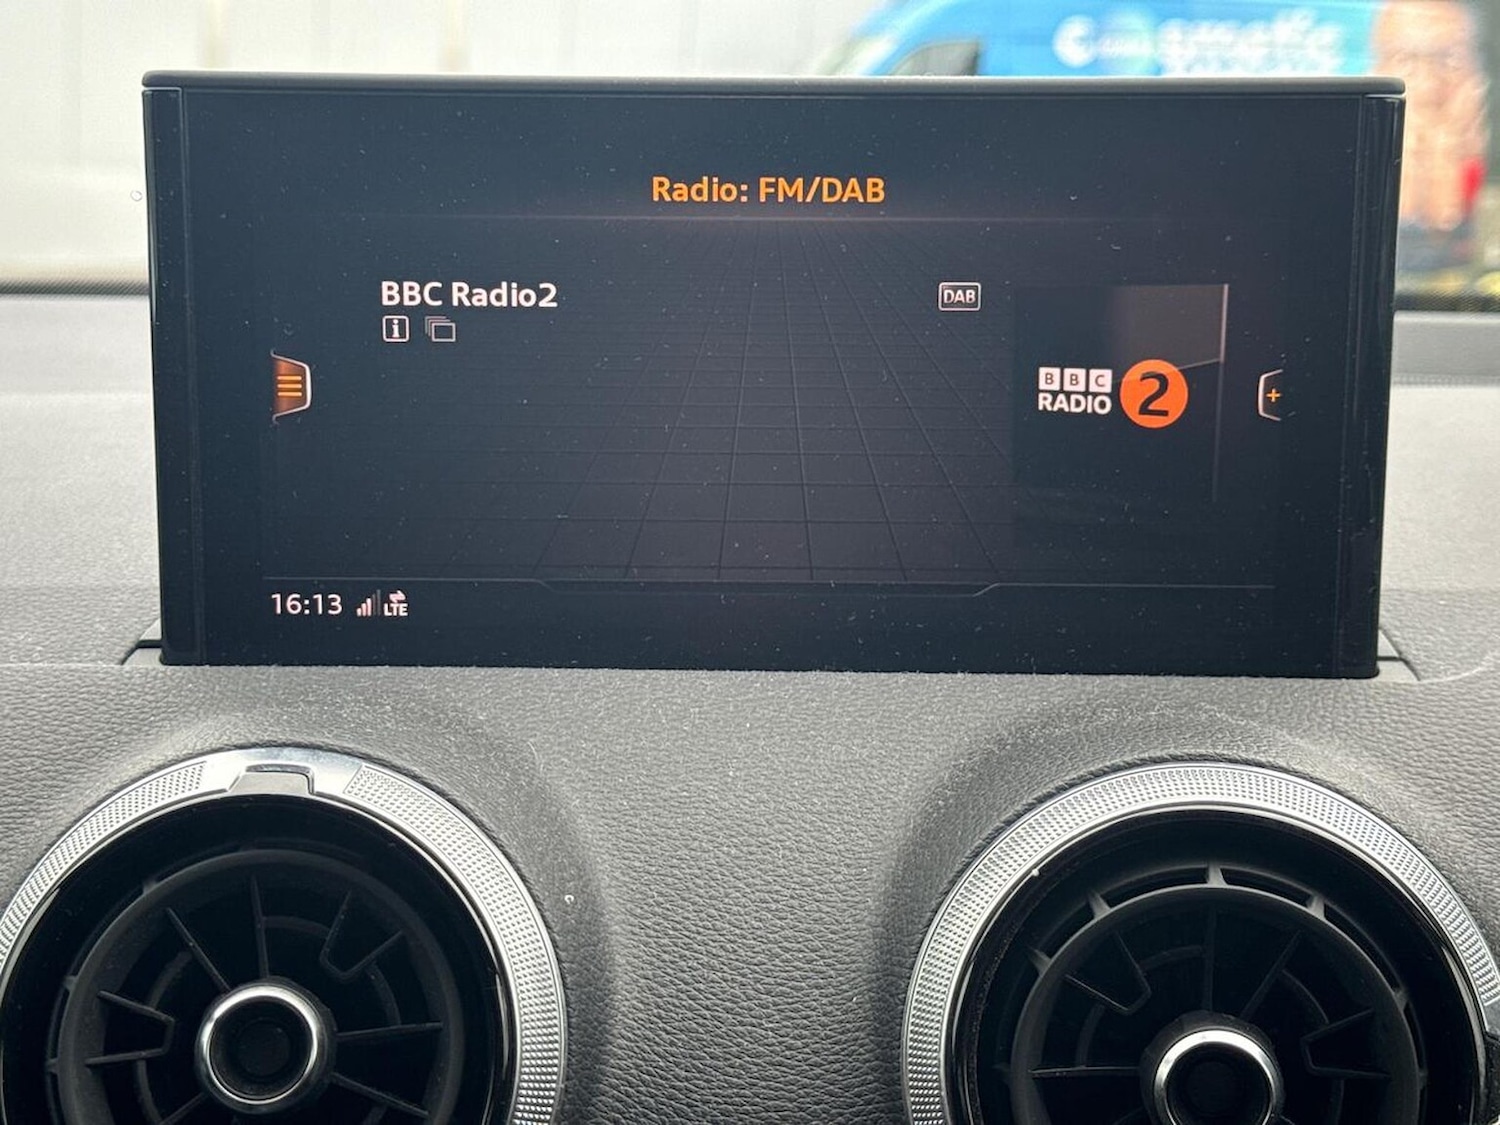 Radio: FM/DAB
BBC Radio2
DAB
i
BBC
RADIO 2
+
16:13 LTE